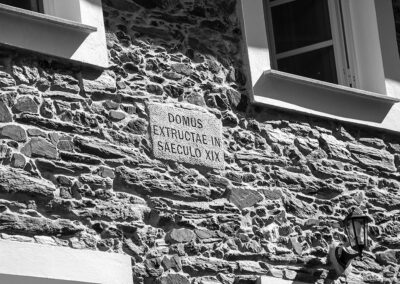 DOMUS
EXTRUCTAE IN
SAECULO XIX